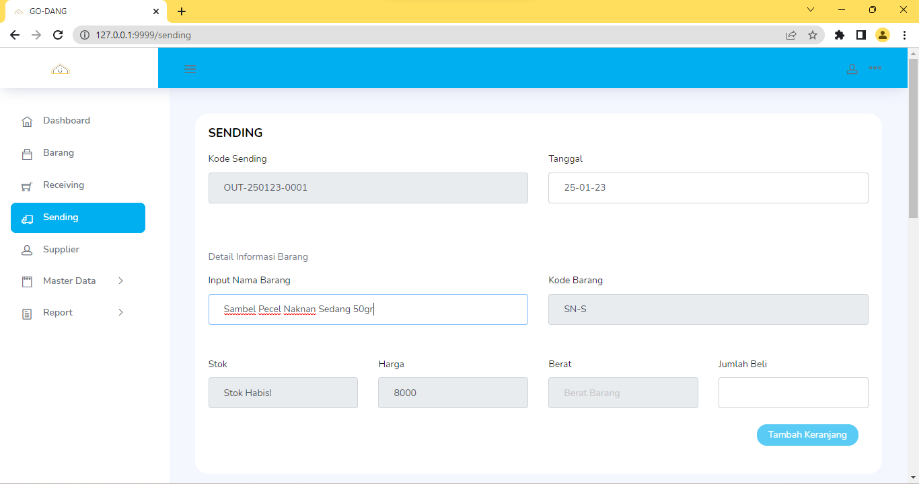 GO-DANG
127.0.0.1:9999/sending
Dashboard
Barang
Receiving
Sending
Supplier
Master Data
Report
SENDING
Kode Sending
Tanggal
OUT-250123-0001
25-01-23
Detail Informasi Barang
Input Nama Barang
Kode Barang
Sambel Pecel Naknan Sedang 50gr
SN-S
Stok
Harga
Berat
Jumlah Beli
Stok Habis!
8000
Berat Barang
Tambah Keranjang